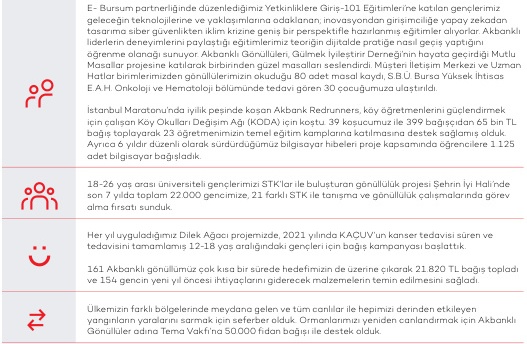 E- Bursum partnerliğinde düzenlediğimiz Yetkinliklere Giriş-101 Eğitimleri'ne katılan gençlerimiz
geleceğin teknolojilerine ve yaklaşımlarına odaklanan; inovasyondan girişimciliğe yapay zekadan
tasarıma siber güvenlikten iklim krizine geniş bir perspektifle hazırlanmış eğitimler alıyorlar. Akbanklı
liderlerin deneyimlerini paylaştığı eğitimlemiz teoriğin dijitalde pratiğe nasıl geçiş yaptığını
öğrenme olanağı sunuyor. Akbanklı Gönüllüleri, Gülmek İyileştirir Derneği'nin hayata geçirdiği Mutlu
Masallar projesine katılarak birbirinden güzel masalları seslendirdi. Müşteri İletişim Merkezi ve Uzman
Hatlar birimlerimizden gönüllülerimizin okuduğu 80 adet masal kaydı, S.B.Ü. Bursa Yüksek İhtisas
E.A.H. Onkoloji ve Hematoloji bölümünde tedavi gören 30 çocuğumuza ulaştırıldı.
İstanbul Maratonu'nda iyilik peşinde koşan Akbank Redrunners, köy öğretmenlerini güçlendirmek
için çalışan Köy Okulları Değişim Ağı (KODA) için koştu. 39 koşucumuz ile 399 bağışçıdan 65 bin TL
bağış toplayarak 23 öğretmenimizin temel eğitim kamplarına katılmasına destek sağlamış olduk.
Ayrıca 6 yıldır düzenli olarak sürdürdüğümüz bilgisayar hibeleri proje kapsamında öğrencilere 1.125
adet bilgisayar bağışladık.
18-26 yaş arası üniversiteli gençlerimizi STK'lar ile buluşturan gönüllülük projesi Şehrin İyi Hali'nde
son 7 yılda toplam 22.000 gencimize, 21 farklı STK ile tanışma ve gönüllülük çalışmalarında görev
alma fırsatı sunduk.
Her yıl uyguladığımız Dilek Ağacı projemizde, 2021 yılında KAÇUV'un kanser tedavisi süren ve
tedavisini tamamlamış 12-18 yaş aralığındaki gençleri için bağış kampanyası başlattık.
161 Akbanklı gönüllümüz çok kısa bir sürede hedefimizin de üzerine çıkarak 21.820 TL bağış topladı
ve 154 gencin yeni yıl öncesi ihtiyaçlarını giderecek malzemelerin temin edilmesini sağladı.
Ülkemizin farklı bölgelerinde meydana gelen ve tüm canlılar ile hepimizi derinden etkileyen
yangınların yaralarını sarmak için seferber olduk. Ormanlarımızı yeniden canlandırmak için Akbanklı
Gönüllüler adına Tema Vakfı'na 50.000 fidan bağışı ile destek olduk.